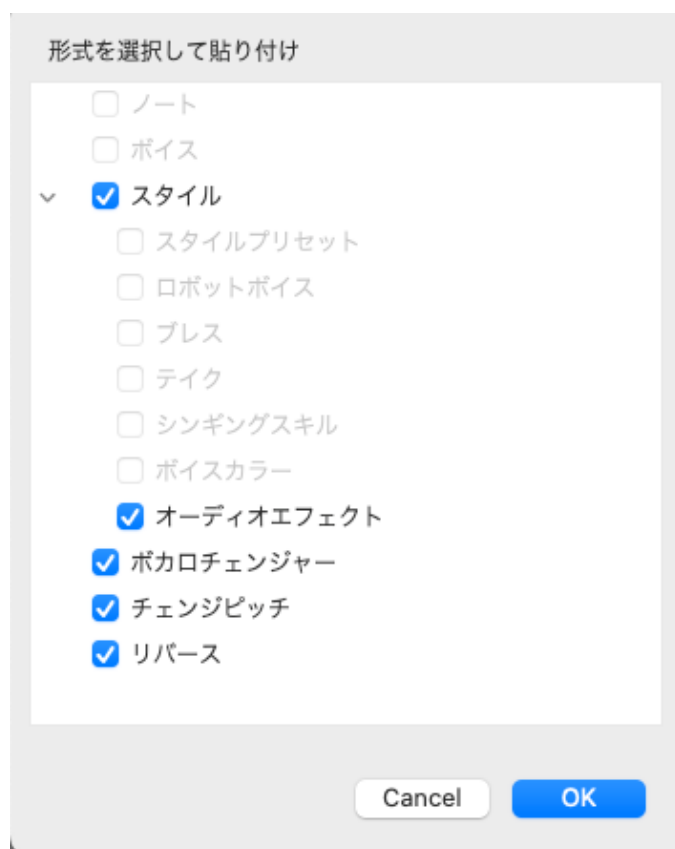 形式を選択して貼り付け
ノート
ボイス
スタイル
スタイルプリセット
ロボットボイス
ブレス
テイク
シンギングスキル
ボイスカラー
オーディオエフェクト
ボカロチェンジャー
チェンジピッチ
リバース
Cancel OK